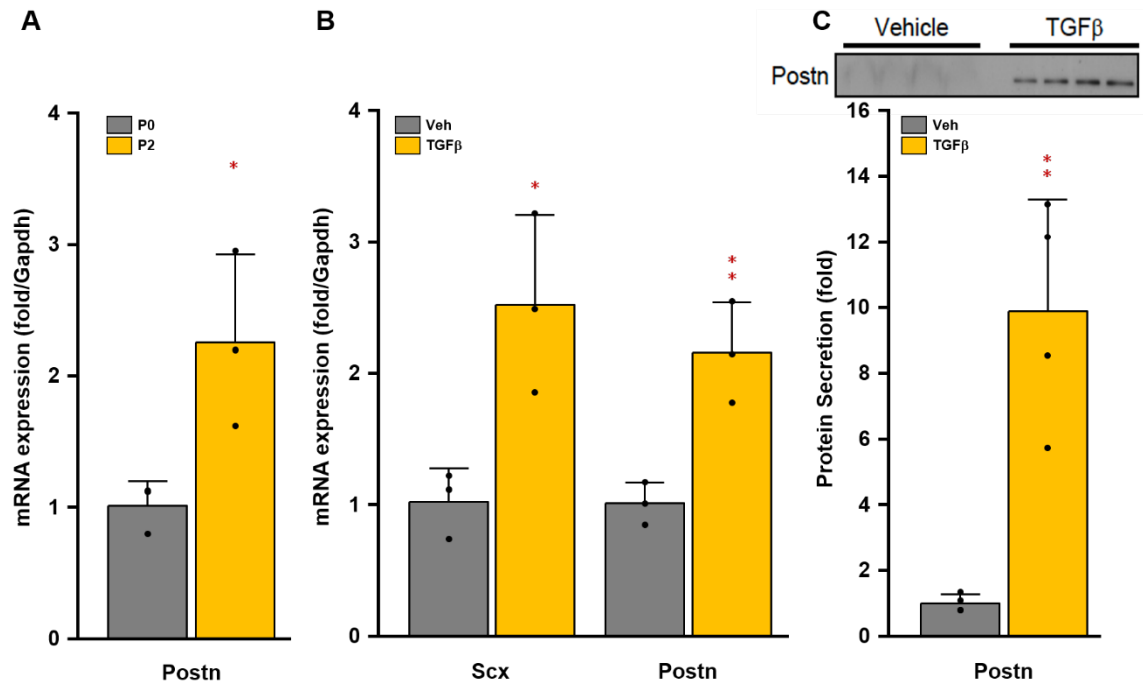 A
mRNA expression (fold/Gapdh)
4
3
2
1
0
P0
P2
*
Postn
B
mRNA expression (fold/Gapdh)
4
3
2
1
0
Veh
TGFβ
*
*
*
Scx
Postn
C
Vehicle
TGFβ
Postn
Protein Secretion (fold)
16
14
12
10
8
6
4
2
0
Veh
TGFβ
*
*
Postn